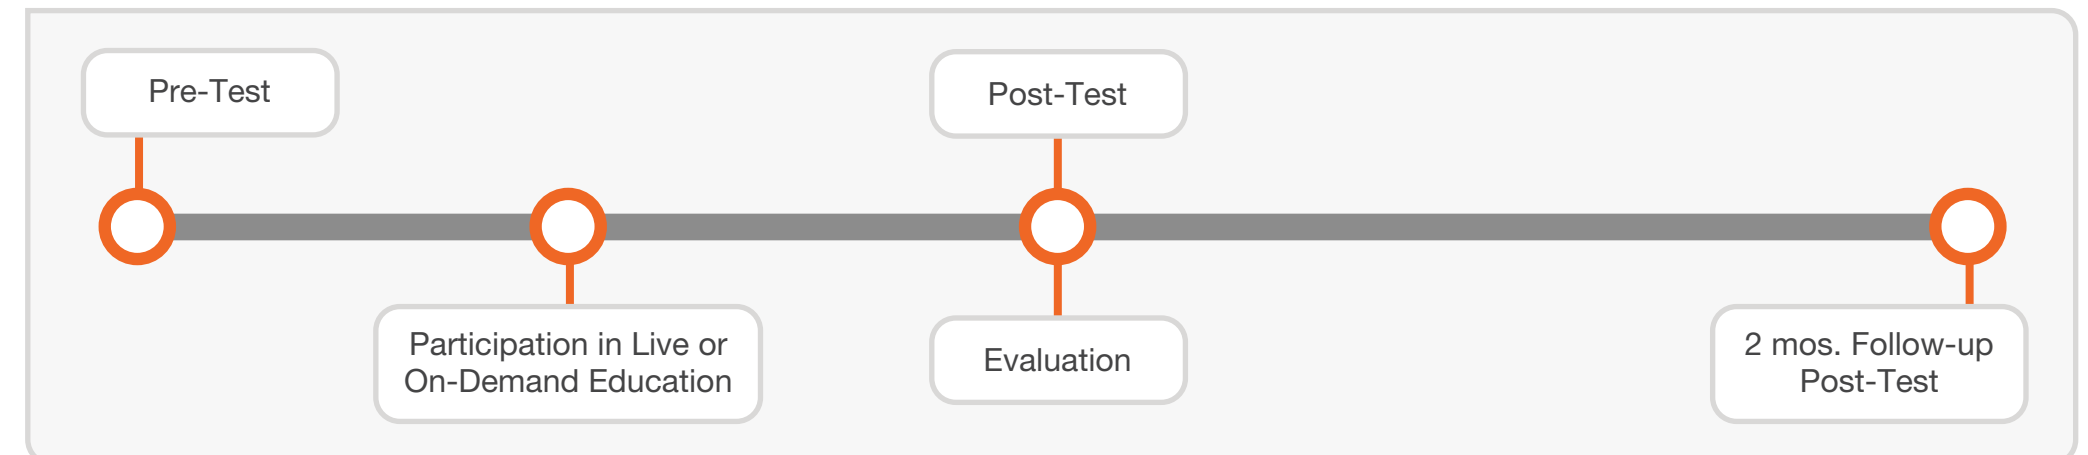 Pre-Test
Participation in Live or
On-Demand Education
Post-Test
Evaluation
2 mos. Follow-up
Post-Test